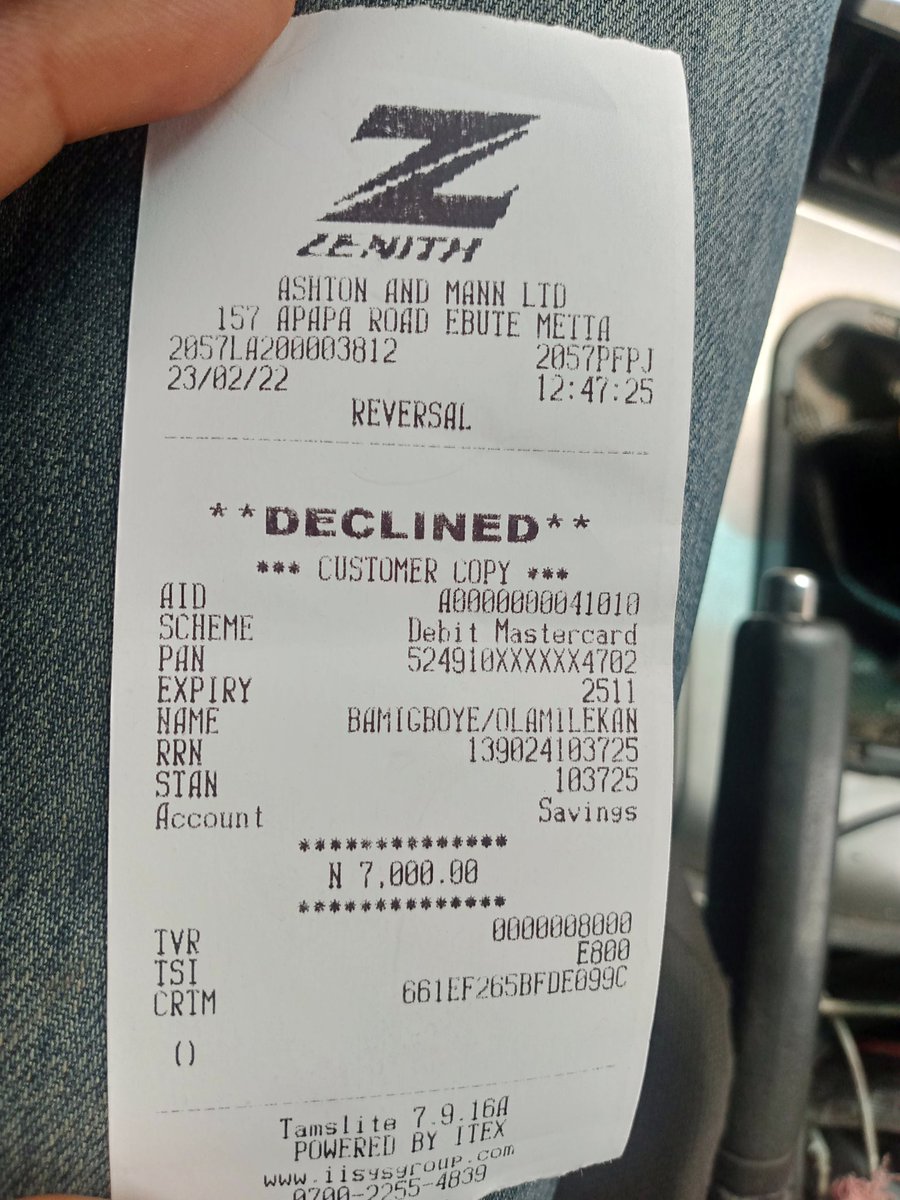 ZENITH
ASHTON AND MANN LTD
157 APAPA ROAD EBUTE METTA
2057LA200003812 2057PFPJ
23/02/22 12:47:25
REVERSAL
**DECLINED**
*** CUSTOMER COPY ***
AID A0000000041010
SCHEME Debit Mastercard
PAN 524910XXXXXX4702
EXPIRY 2511
NAME BAMIGBOYE/OLAMILEKAN
RRN 139024103725
STAN 103725
Account Savings
*************
N 7,000.00
*************
TVR 0000008000
TSI E800
CRTM 661EF265BFDE099C
()
Tamslite 7.9.16A
POWERED BY ITEX
www.iisysgroup.com
0700-2255-4839